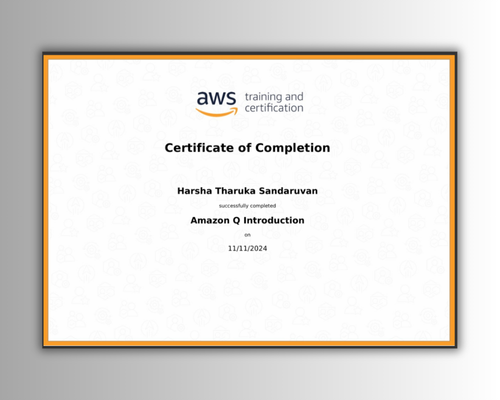 aws training and
certification
Certificate of Completion
Harsha Tharuka Sandaruvan
successfully completed
Amazon Q Introduction
on
11/11/2024